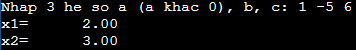 Nhap 3 he so a (a khac 0), b, c: 1 -5 6
x1=      2.00
x2=      3.00